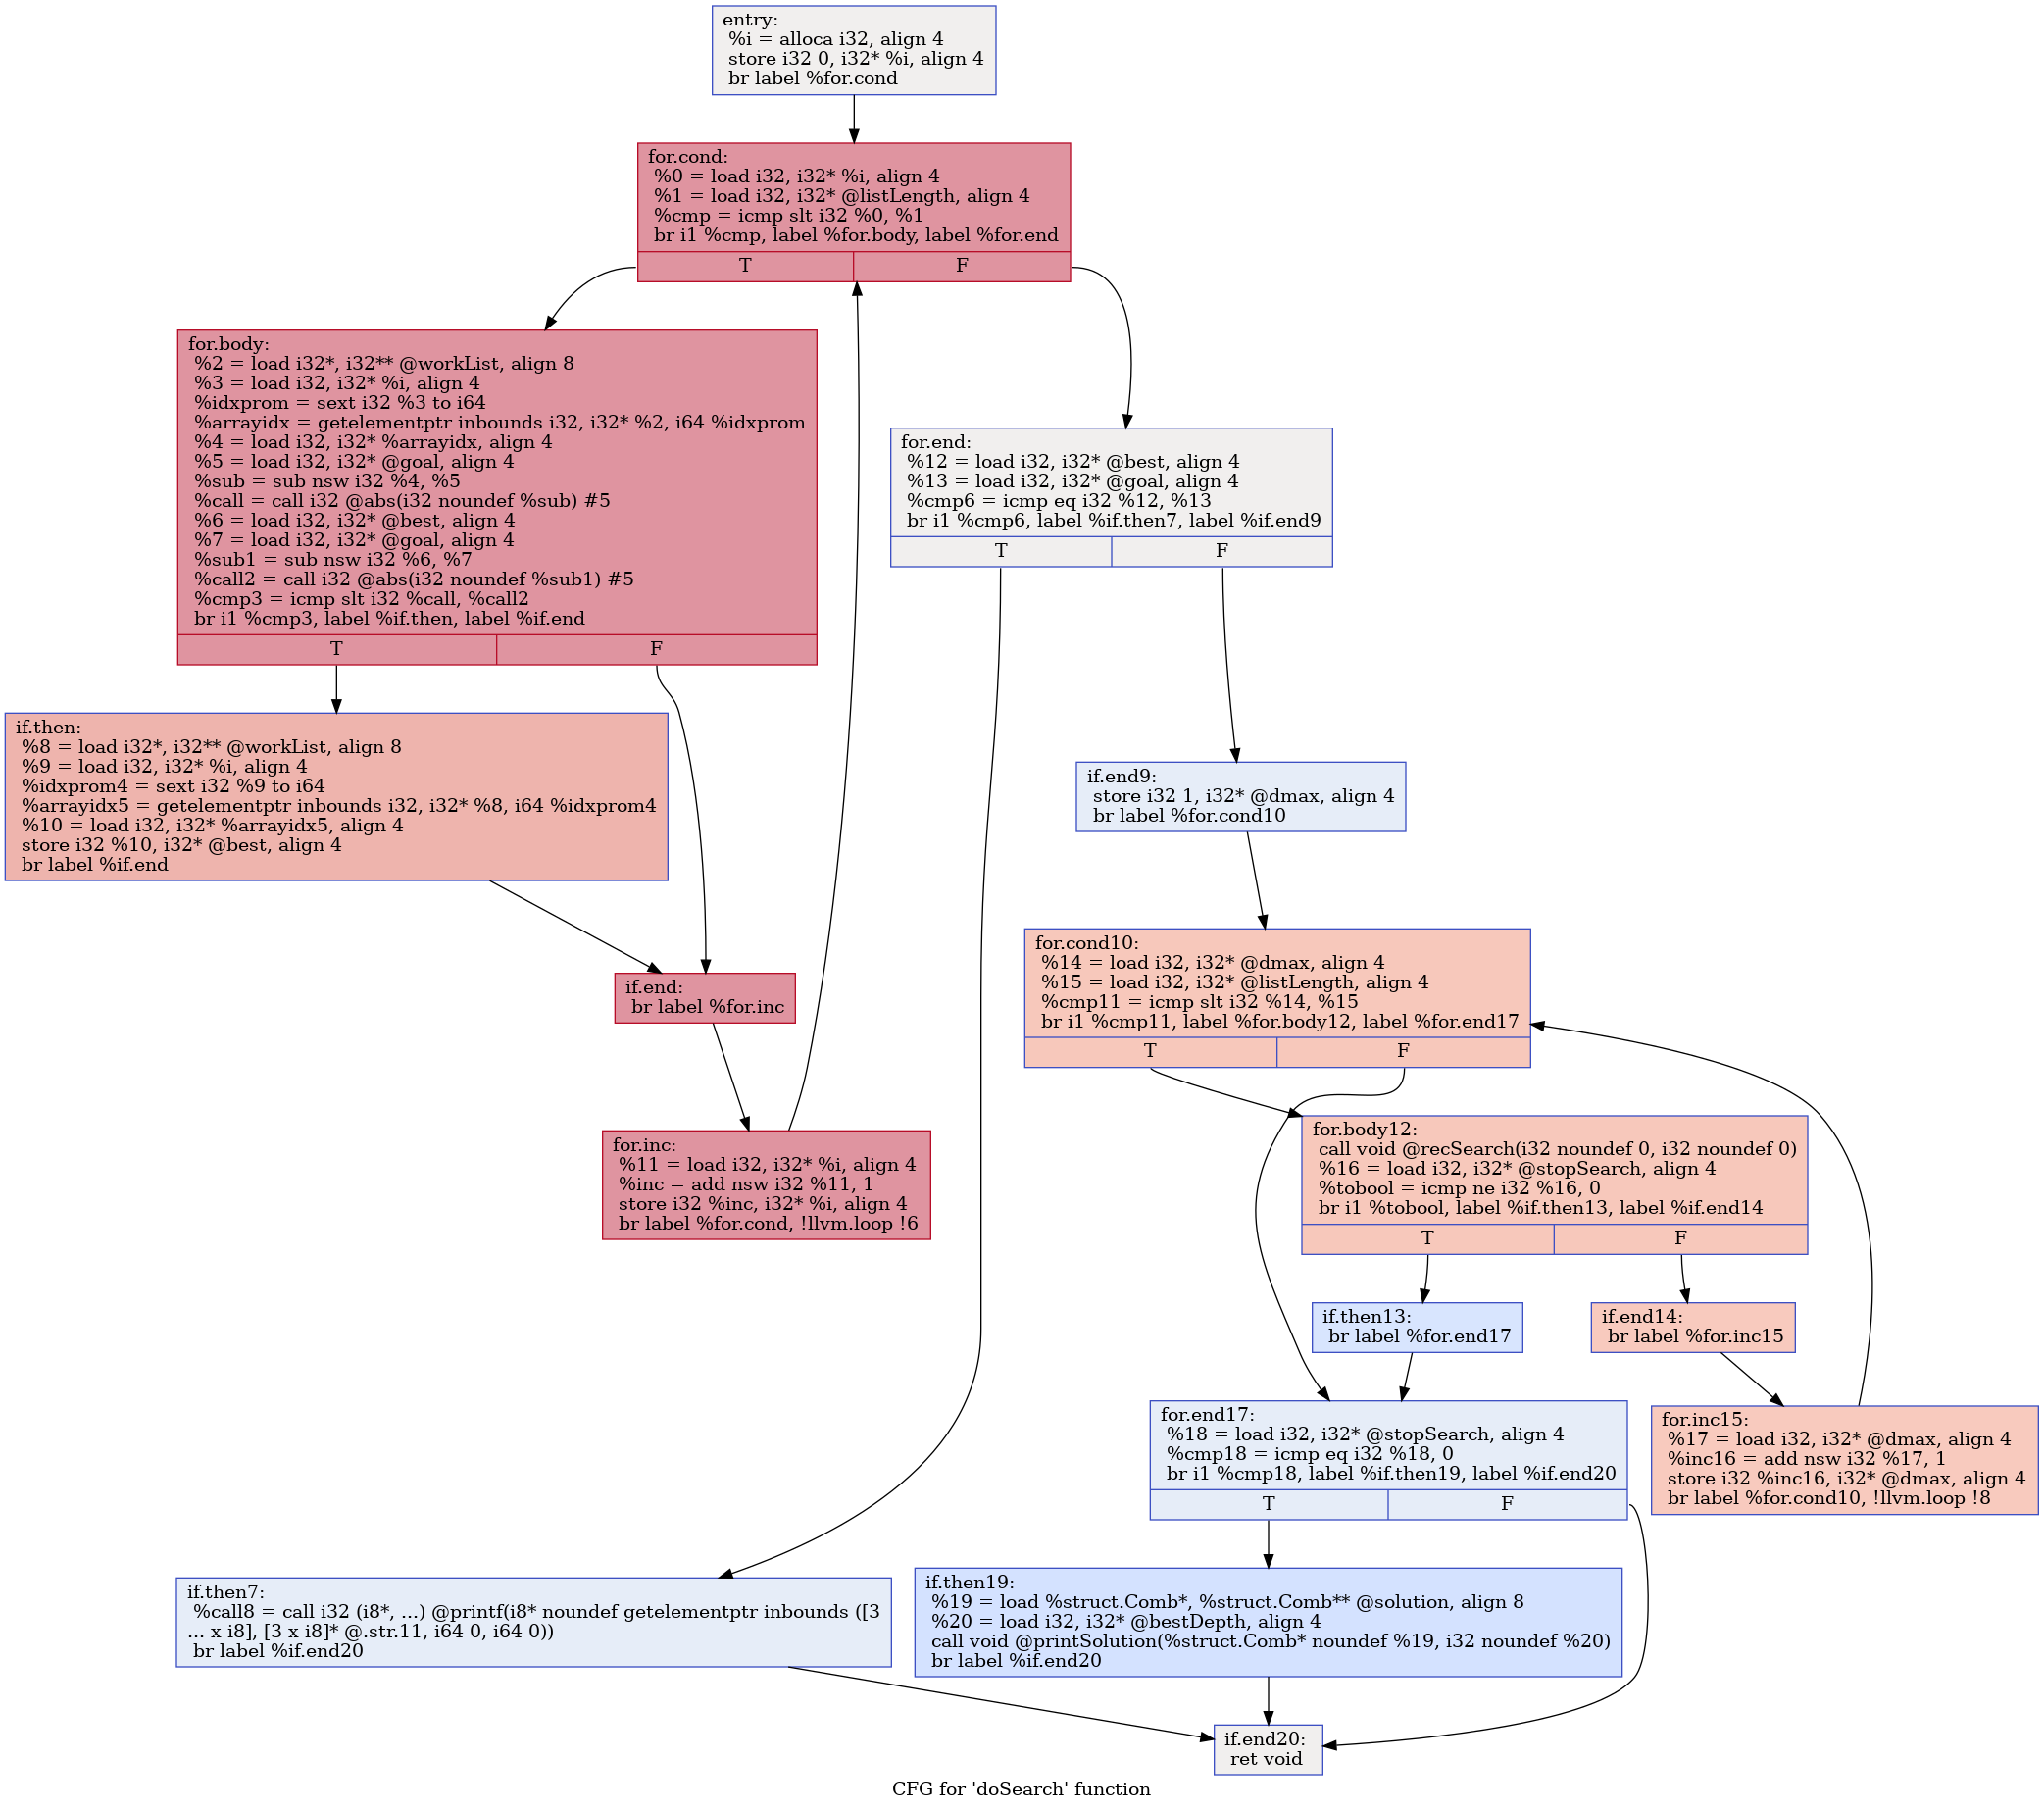 entry:
%i = alloca i32, align 4
store i32 0, i32* %i, align 4
br label %for.cond
for.cond:
%0 = load i32, i32* %i, align 4
%1 = load i32, i32* @listLength, align 4
%cmp = icmp slt i32 %0, %1
br i1 %cmp, label %for.body, label %for.end
T F
for.body:
%2 = load i32*, i32** @workList, align 8
%3 = load i32, i32* %i, align 4
%idxprom = sext i32 %3 to i64
%arrayidx = getelementptr inbounds i32, i32* %2, i64 %idxprom
%4 = load i32, i32* %arrayidx, align 4
%5 = load i32, i32* @goal, align 4
%sub = sub nsw i32 %4, %5
%call = call i32 @abs(i32 noundef %sub) #5
%6 = load i32, i32* @best, align 4
%7 = load i32, i32* @goal, align 4
%sub1 = sub nsw i32 %6, %7
%call2 = call i32 @abs(i32 noundef %sub1) #5
%cmp3 = icmp slt i32 %call, %call2
br i1 %cmp3, label %if.then, label %if.end
T F
for.end:
%12 = load i32, i32* @best, align 4
%13 = load i32, i32* @goal, align 4
%cmp6 = icmp eq i32 %12, %13
br i1 %cmp6, label %if.then7, label %if.end9
T F
if.then:
%8 = load i32*, i32** @workList, align 8
%9 = load i32, i32* %i, align 4
%idxprom4 = sext i32 %9 to i64
%arrayidx5 = getelementptr inbounds i32, i32* %8, i64 %idxprom4
%10 = load i32, i32* %arrayidx5, align 4
store i32 %10, i32* @best, align 4
br label %if.end
if.end9:
store i32 1, i32* @dmax, align 4
br label %for.cond10
if.end:
br label %for.inc
for.cond10:
%14 = load i32, i32* @dmax, align 4
%15 = load i32, i32* @listLength, align 4
%cmp11 = icmp slt i32 %14, %15
br i1 %cmp11, label %for.body12, label %for.end17
T F
for.inc:
%11 = load i32, i32* %i, align 4
%inc = add nsw i32 %11, 1
store i32 %inc, i32* %i, align 4
br label %for.cond, !llvm.loop !6
for.body12:
call void @recSearch(i32 noundef 0, i32 noundef 0)
%16 = load i32, i32* @stopSearch, align 4
%tobool = icmp ne i32 %16, 0
br i1 %tobool, label %if.then13, label %if.end14
T F
if.then13:
br label %for.end17
if.end14:
br label %for.inc15
for.end17:
%18 = load i32, i32* @stopSearch, align 4
%cmp18 = icmp eq i32 %18, 0
br i1 %cmp18, label %if.then19, label %if.end20
T F
for.inc15:
%17 = load i32, i32* @dmax, align 4
%inc16 = add nsw i32 %17, 1
store i32 %inc16, i32* @dmax, align 4
br label %for.cond10, !llvm.loop !8
if.then7:
%call8 = call i32 (i8*, ...) @printf(i8* noundef getelementptr inbounds ([3
... x i8], [3 x i8]* @.str.11, i64 0, i64 0))
br label %if.end20
if.then19:
%19 = load %struct.Comb*, %struct.Comb** @solution, align 8
%20 = load i32, i32* @bestDepth, align 4
call void @printSolution(%struct.Comb* noundef %19, i32 noundef %20)
br label %if.end20
if.end20:
ret void
CFG for 'doSearch' function